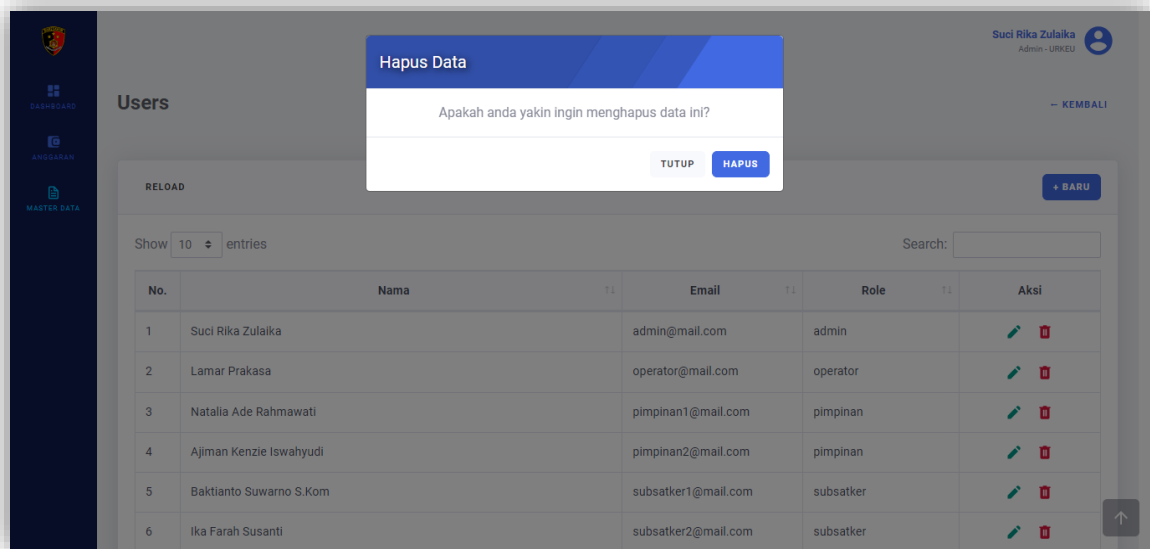 Suci Rika Zulaika
Admin - URKEU
DASHBOARD
ANGGARAN
MASTER DATA
Hapus Data
Apakah anda yakin ingin menghapus data ini?
TUTUP HAPUS
Users
← KEMBALI
RELOAD
+ BARU
Show 10 entries
Search:
No. Nama Email Role Aksi
1 Suci Rika Zulaika admin@mail.com admin
2 Lamar Prakasa operator@mail.com operator
3 Natalia Ade Rahmawati pimpinan1@mail.com pimpinan
4 Ajiman Kenzie Iswahyudi pimpinan2@mail.com pimpinan
5 Baktianto Suwarno S.Kom subsatker1@mail.com subsatker
6 Ika Farah Susanti subsatker2@mail.com subsatker